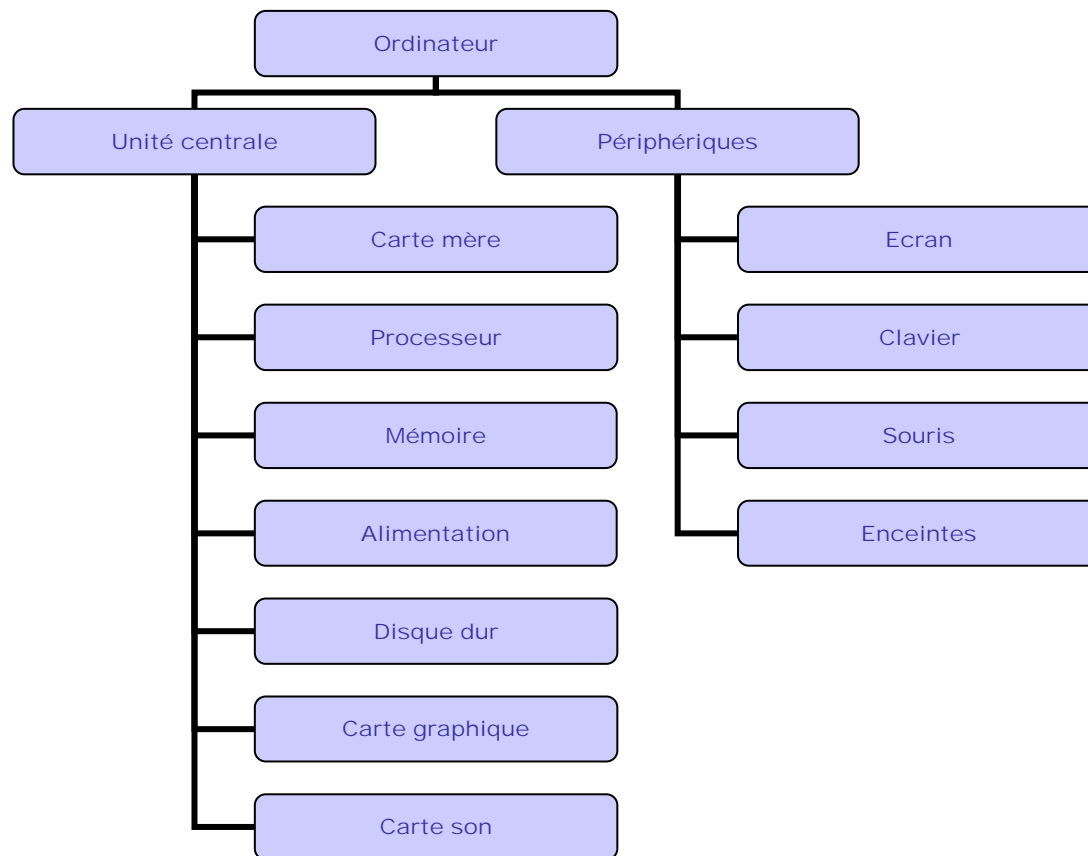 Ordinateur
Unité centrale
Périphériques
Carte mère
Processeur
Mémoire
Alimentation
Disque dur
Carte graphique
Carte son
Ecran
Clavier
Souris
Enceintes